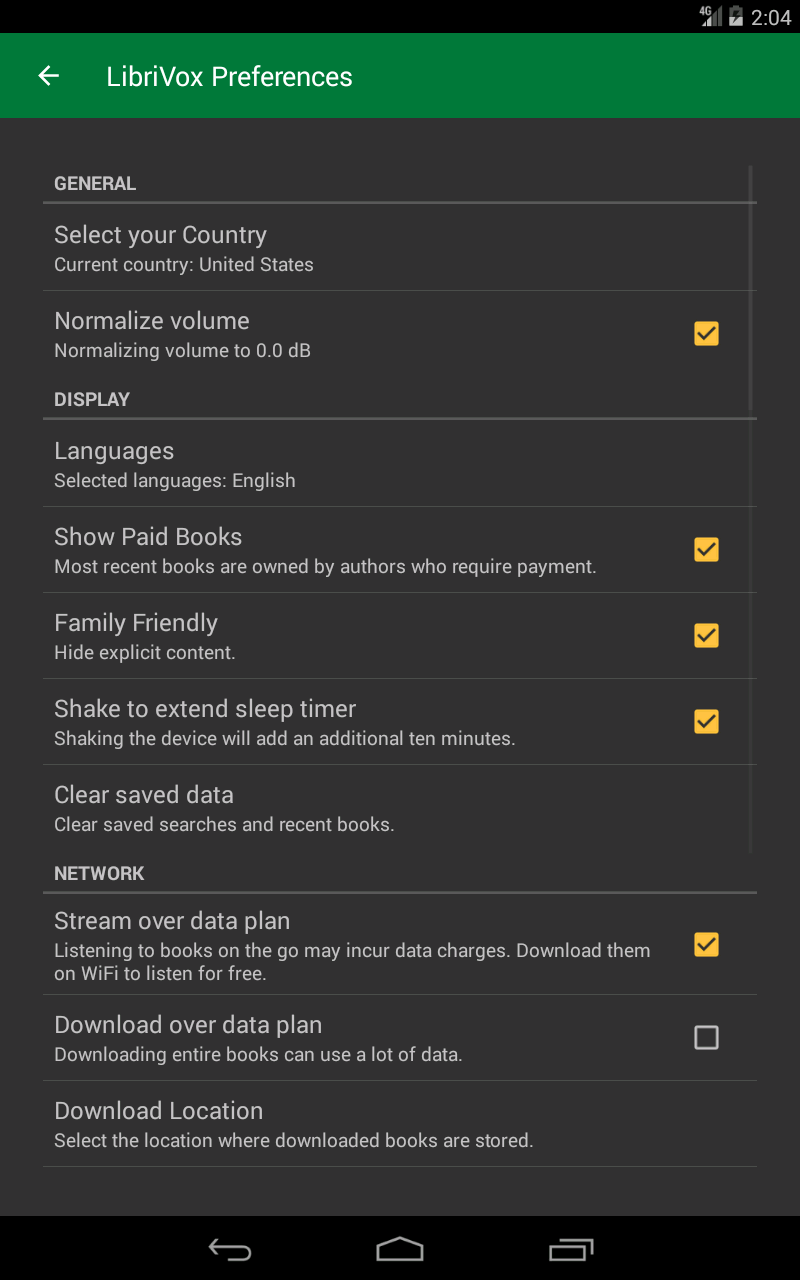 4G 2:04
LibriVox Preferences
GENERAL
Select your Country
Current country: United States
Normalize volume
Normalizing volume to 0.0 dB
DISPLAY
Languages
Selected languages: English
Show Paid Books
Most recent books are owned by authors who require payment.
Family Friendly
Hide explicit content.
Shake to extend sleep timer
Shaking the device will add an additional ten minutes.
Clear saved data
Clear saved searches and recent books.
NETWORK
Stream over data plan
Listening to books on the go may incur data charges. Download them
on WiFi to listen for free.
Download over data plan
Downloading entire books can use a lot of data.
Download Location
Select the location where downloaded books are stored.